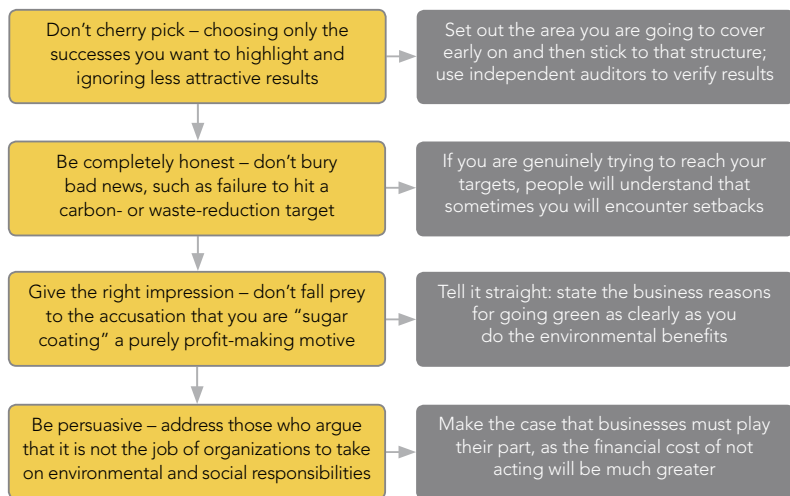 Don’t cherry pick – choosing only the
successes you want to highlight and
ignoring less attractive results
Set out the area you are going to cover
early on and then stick to that structure;
use independent auditors to verify results
Be completely honest – don’t bury
bad news, such as failure to hit a
carbon- or waste-reduction target
If you are genuinely trying to reach your
targets, people will understand that
sometimes you will encounter setbacks
Give the right impression – don’t fall prey
to the accusation that you are “sugar
coating” a purely profit-making motive
Tell it straight: state the business reasons
for going green as clearly as you
do the environmental benefits
Be persuasive – address those who argue
that it is not the job of organizations to take
on environmental and social responsibilities
Make the case that businesses must play
their part, as the financial cost of not
acting will be much greater